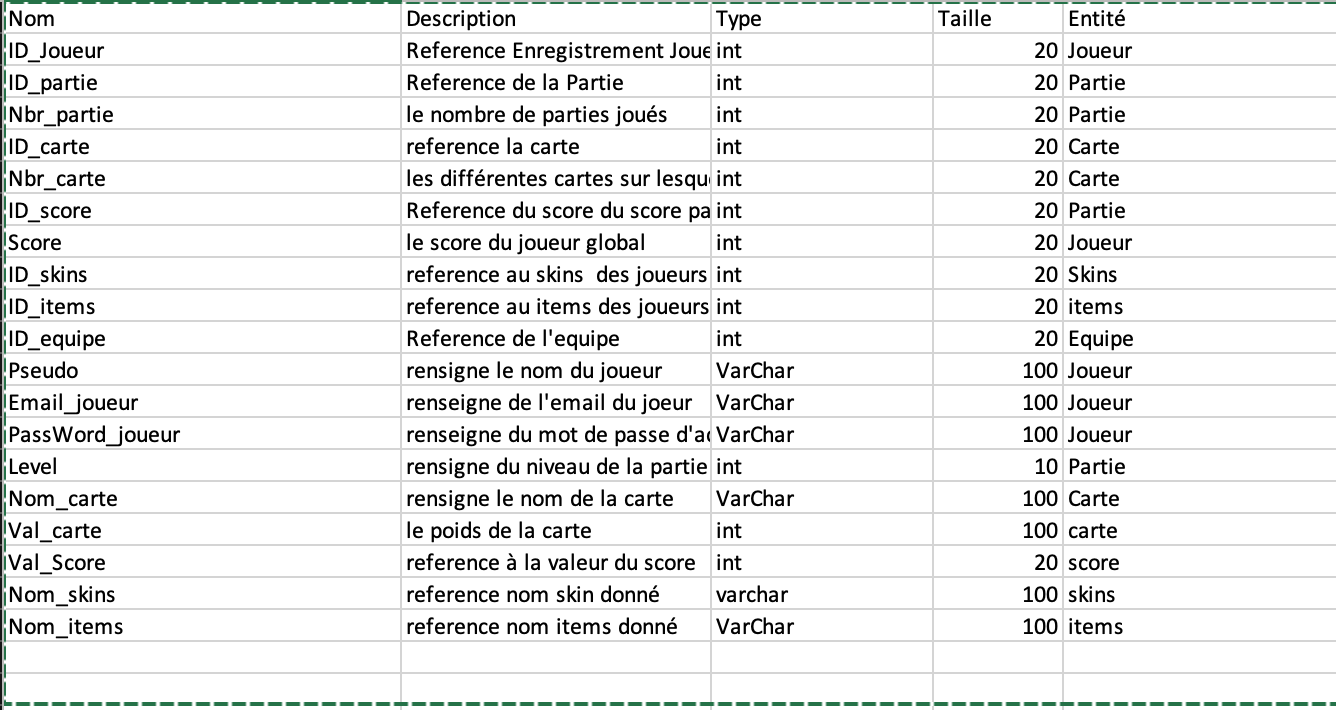 Nom Description Type Taille Entité
ID_Joueur Reference Enregistrement int 20 Joueur
ID_partie Reference de la Partie int 20 Partie
Nbr_partie le nombre de parties joués int 20 Partie
ID_carte reference la carte int 20 Carte
Nbr_carte les différentes cartes sur int 20 Carte
ID_score Reference du score du score int 20 Partie
Score le score du joueur global int 20 Joueur
ID_skins reference au skins des joueurs int 20 Skins
ID_items reference au items des joueurs int 20 items
ID_equipe Reference de l'equipe int 20 Equipe
Pseudo rensigne le nom du joueur VarChar 100 Joueur
Email_joueur renseigne de l'email du joeur VarChar 100 Joueur
PassWord_joueur renseigne du mot de passe VarChar 100 Joueur
Level rensigne du niveau de la partie int 10 Partie
Nom_carte rensigne le nom de la carte VarChar 100 Carte
Val_carte le poids de la carte int 100 carte
Val_Score reference à la valeur du score int 20 score
Nom_skins reference nom skin donné varchar 100 skins
Nom_items reference nom items donné VarChar 100 items